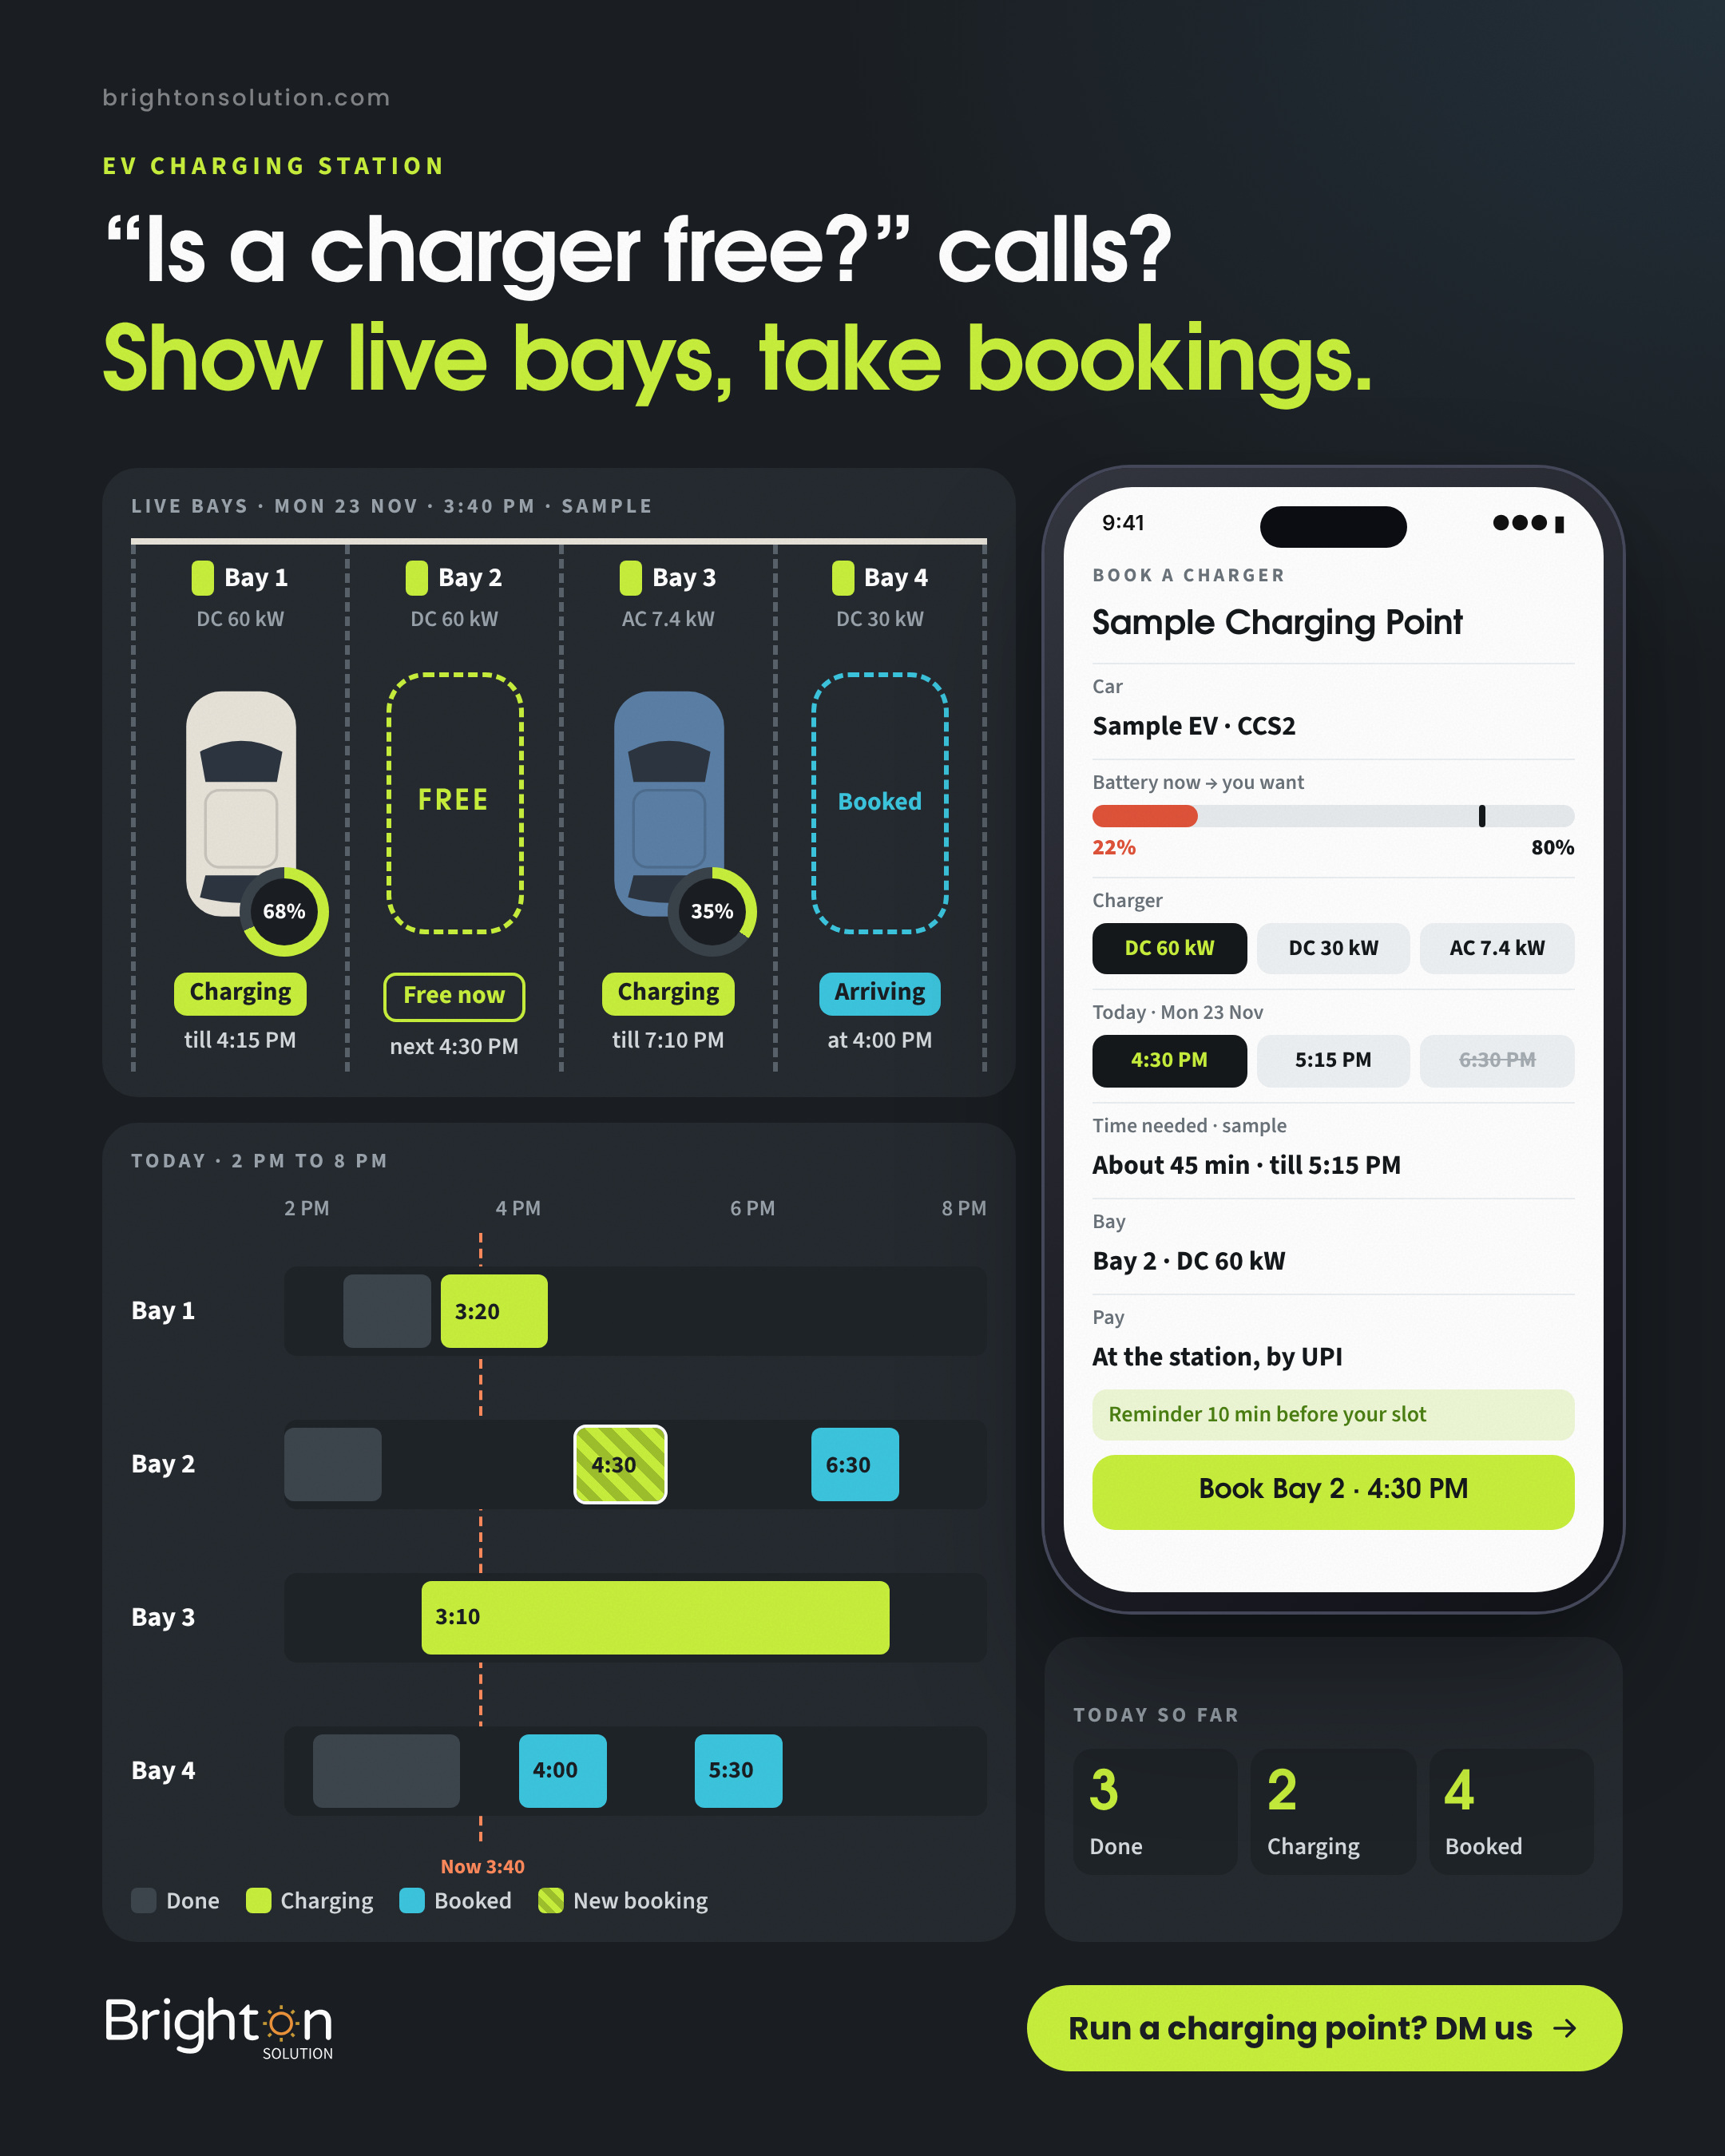 brightonsolution.com
EV CHARGING STATION
“Is a charger free?” calls?
Show live bays, take bookings.
LIVE BAYS · MON 23 NOV · 3:40 PM · SAMPLE
Bay 1
DC 60 kW
68%
Charging
till 4:15 PM
Bay 2
DC 60 kW
FREE
Free now
next 4:30 PM
Bay 3
AC 7.4 kW
35%
Charging
till 7:10 PM
Bay 4
DC 30 kW
Booked
Arriving
at 4:00 PM
TODAY · 2 PM TO 8 PM
2 PM 4 PM 6 PM 8 PM
Bay 1 3:20
Bay 2 4:30 6:30
Bay 3 3:10
Bay 4 4:00 5:30
Now 3:40
Done Charging Booked New booking
9:41
BOOK A CHARGER
Sample Charging Point
Car
Sample EV · CCS2
Battery now → you want
22% 80%
Charger
DC 60 kW DC 30 kW AC 7.4 kW
Today · Mon 23 Nov
4:30 PM 5:15 PM 6:30 PM
Time needed · sample
About 45 min · till 5:15 PM
Bay
Bay 2 · DC 60 kW
Pay
At the station, by UPI
Reminder 10 min before your slot
Book Bay 2 · 4:30 PM
TODAY SO FAR
3 2 4
Done Charging Booked
Brighton
SOLUTION
Run a charging point? DM us →